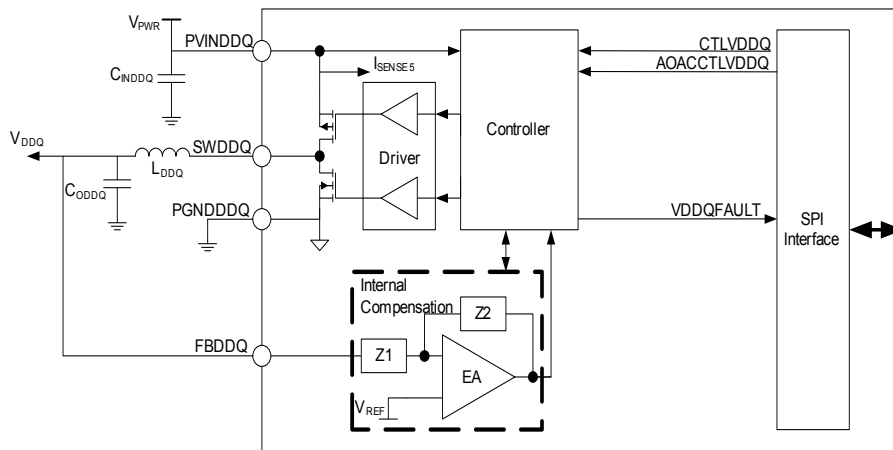 VPWR
PVINDDQ
CTLVDDQ
AOACCTLVDDQ
ISENSE5
CINDDQ
Controller
VDDQ
SWDDQ
LDDQ
Driver
CODDQ
PGNDDDQ
VDDQFAULT
SPI
Interface
Internal
Compensation
Z2
FBDDQ
Z1
EA
VREF